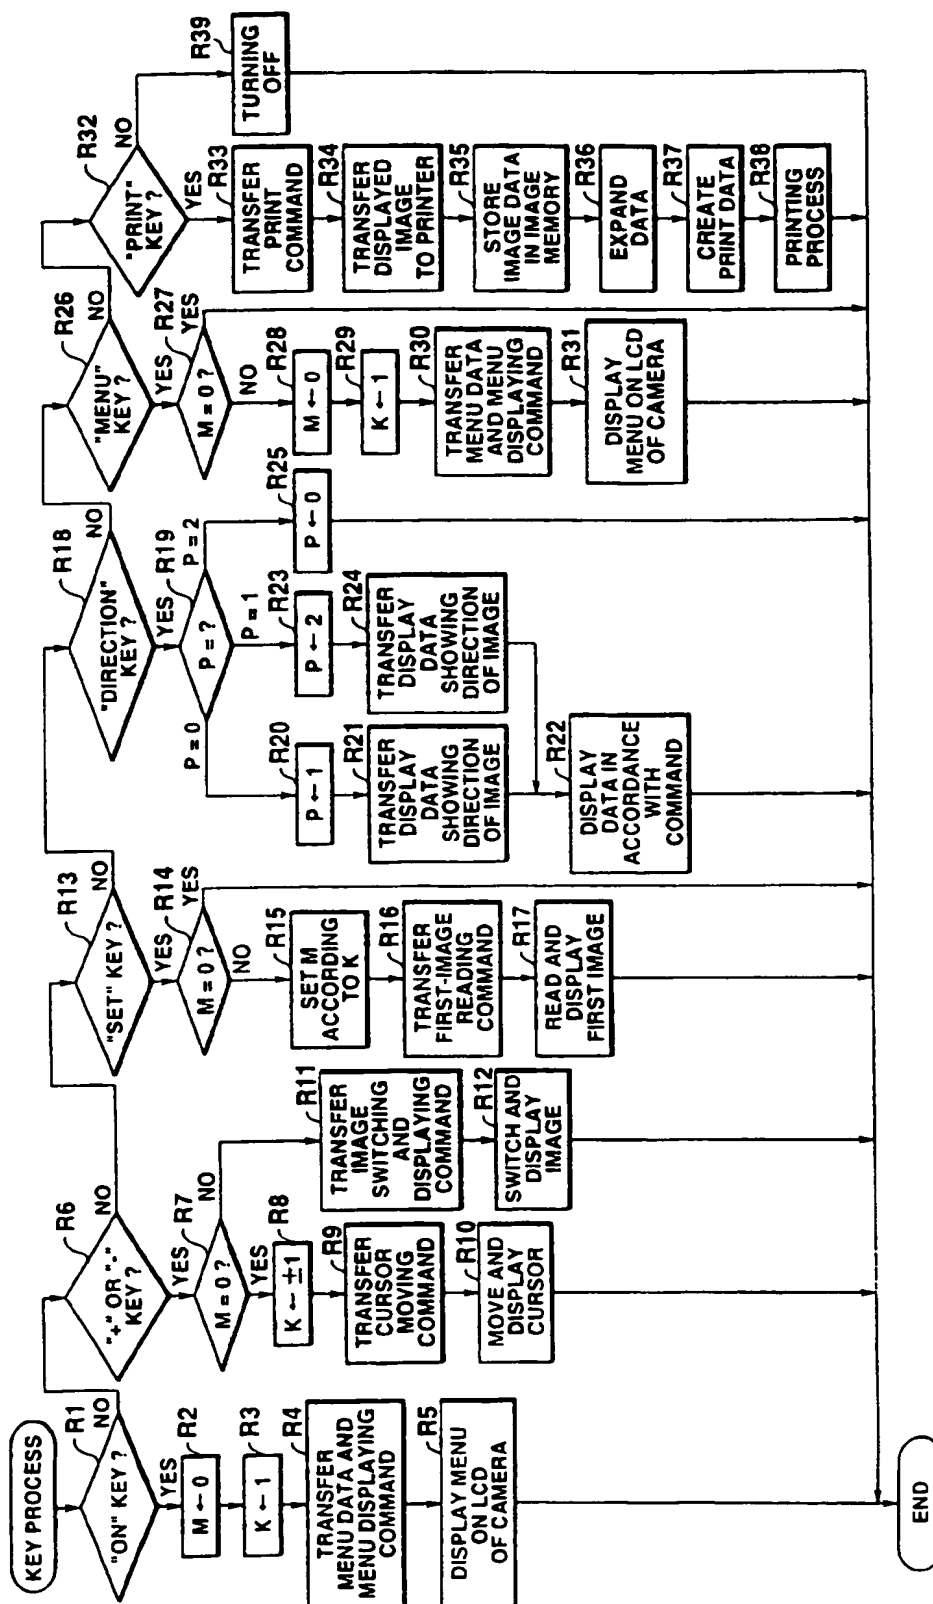 KEY PROCESS
R1
"ON" KEY ?
NO
YES
R2
M ← 0
R3
K ← 1
R4
TRANSFER
MENU DATA AND
MENU DISPLAYING
COMMAND
R5
DISPLAY MENU
ON LCD
OF CAMERA
R6
"+" OR "-"
KEY ?
NO
YES
R7
M = 0 ?
NO
YES
R8
K ← ±1
R9
TRANSFER
CURSOR
MOVING
COMMAND
R10
MOVE AND
DISPLAY
CURSOR
R11
TRANSFER
IMAGE
SWITCHING
AND
DISPLAYING
COMMAND
R12
SWITCH AND
DISPLAY
IMAGE
R13
"SET" KEY ?
NO
YES
R14
M = 0 ?
YES
NO
R15
SET M
ACCORDING
TO K
R16
TRANSFER
FIRST-IMAGE
READING
COMMAND
R17
READ AND
DISPLAY
FIRST IMAGE
R18
"DIRECTION"
KEY ?
NO
YES
R19
P = ?
P = 0
P = 1
P = 2
R20
P ← 1
R21
TRANSFER
DISPLAY
DATA
SHOWING
DIRECTION
OF IMAGE
R22
DISPLAY
DATA IN
ACCORDANCE
WITH
COMMAND
R23
P ← 2
R24
TRANSFER
DISPLAY
DATA
SHOWING
DIRECTION
OF IMAGE
R25
P ← 0
R26
"MENU"
KEY ?
NO
YES
R27
M = 0 ?
YES
NO
R28
M ← 0
R29
K ← 1
R30
TRANSFER
MENU DATA
AND MENU
DISPLAYING
COMMAND
R31
DISPLAY
MENU ON LCD
OF CAMERA
R32
"PRINT"
KEY ?
NO
YES
R33
TRANSFER
PRINT
COMMAND
R34
TRANSFER
DISPLAYED
IMAGE
TO PRINTER
R35
STORE
IMAGE DATA
IN IMAGE
MEMORY
R36
EXPAND
DATA
R37
CREATE
PRINT DATA
R38
PRINTING
PROCESS
R39
TURNING
OFF
END